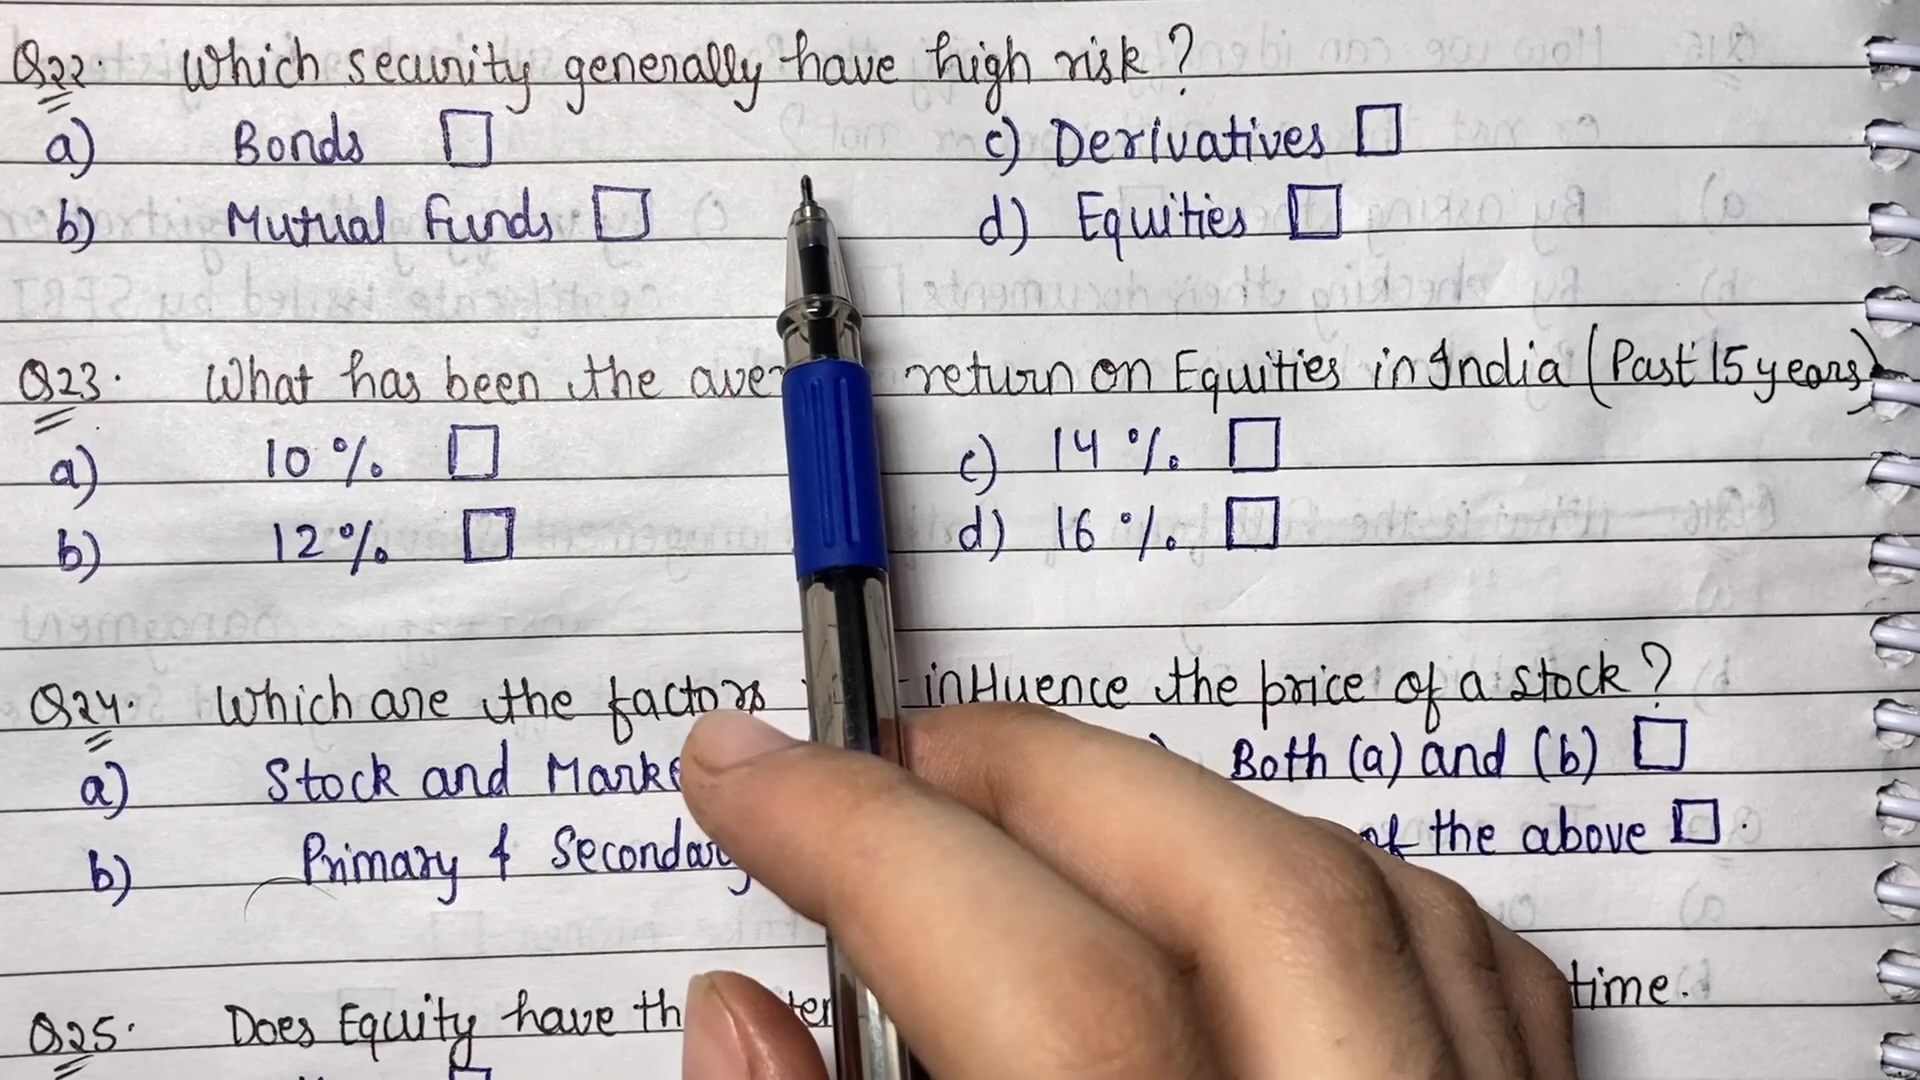 Q22. Which security generally have high risk?
a) Bonds c) Derivatives
b) Mutual Funds d) Equities
Q23. What has been the return on Equities in India (Past 15 years)
a) 10% c) 14%
b) 12% d) 16%
Q24. Which are the factors influence the price of a stock?
a) Stock and Both (a) and (b)
b) Primary & Secondary of the above
Q25. Does Equity have time.